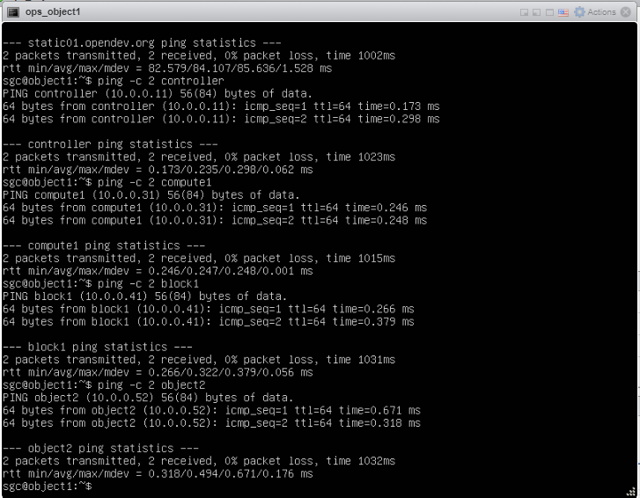 ops_object1
Actions
--- static01.opendev.org ping statistics ---
2 packets transmitted, 2 received, 0% packet loss, time 1002ms
rtt min/avg/max/mdev = 82.579/84.107/85.636/1.528 ms
sgc@object1:~$ ping -c 2 controller
PING controller (10.0.0.11) 56(84) bytes of data.
64 bytes from controller (10.0.0.11): icmp_seq=1 ttl=64 time=0.173 ms
64 bytes from controller (10.0.0.11): icmp_seq=2 ttl=64 time=0.298 ms
--- controller ping statistics ---
2 packets transmitted, 2 received, 0% packet loss, time 1023ms
rtt min/avg/max/mdev = 0.173/0.235/0.298/0.062 ms
sgc@object1:~$ ping -c 2 compute1
PING compute1 (10.0.0.31) 56(84) bytes of data.
64 bytes from compute1 (10.0.0.31): icmp_seq=1 ttl=64 time=0.246 ms
64 bytes from compute1 (10.0.0.31): icmp_seq=2 ttl=64 time=0.248 ms
--- compute1 ping statistics ---
2 packets transmitted, 2 received, 0% packet loss, time 1015ms
rtt min/avg/max/mdev = 0.246/0.247/0.248/0.001 ms
sgc@object1:~$ ping -c 2 block1
PING block1 (10.0.0.41) 56(84) bytes of data.
64 bytes from block1 (10.0.0.41): icmp_seq=1 ttl=64 time=0.266 ms
64 bytes from block1 (10.0.0.41): icmp_seq=2 ttl=64 time=0.379 ms
--- block1 ping statistics ---
2 packets transmitted, 2 received, 0% packet loss, time 1031ms
rtt min/avg/max/mdev = 0.266/0.322/0.379/0.056 ms
sgc@object1:~$ ping -c 2 object2
PING object2 (10.0.0.52) 56(84) bytes of data.
64 bytes from object2 (10.0.0.52): icmp_seq=1 ttl=64 time=0.671 ms
64 bytes from object2 (10.0.0.52): icmp_seq=2 ttl=64 time=0.318 ms
--- object2 ping statistics ---
2 packets transmitted, 2 received, 0% packet loss, time 1032ms
rtt min/avg/max/mdev = 0.318/0.494/0.671/0.176 ms
sgc@object1:~$